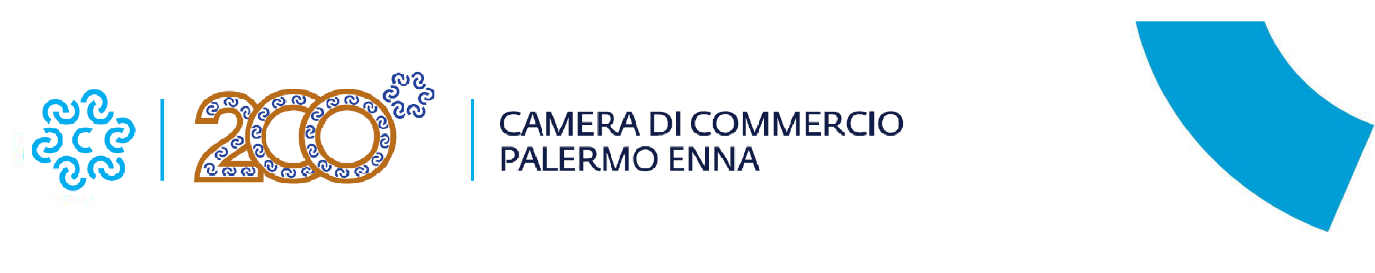 200°
CAMERA DI COMMERCIO
PALERMO ENNA